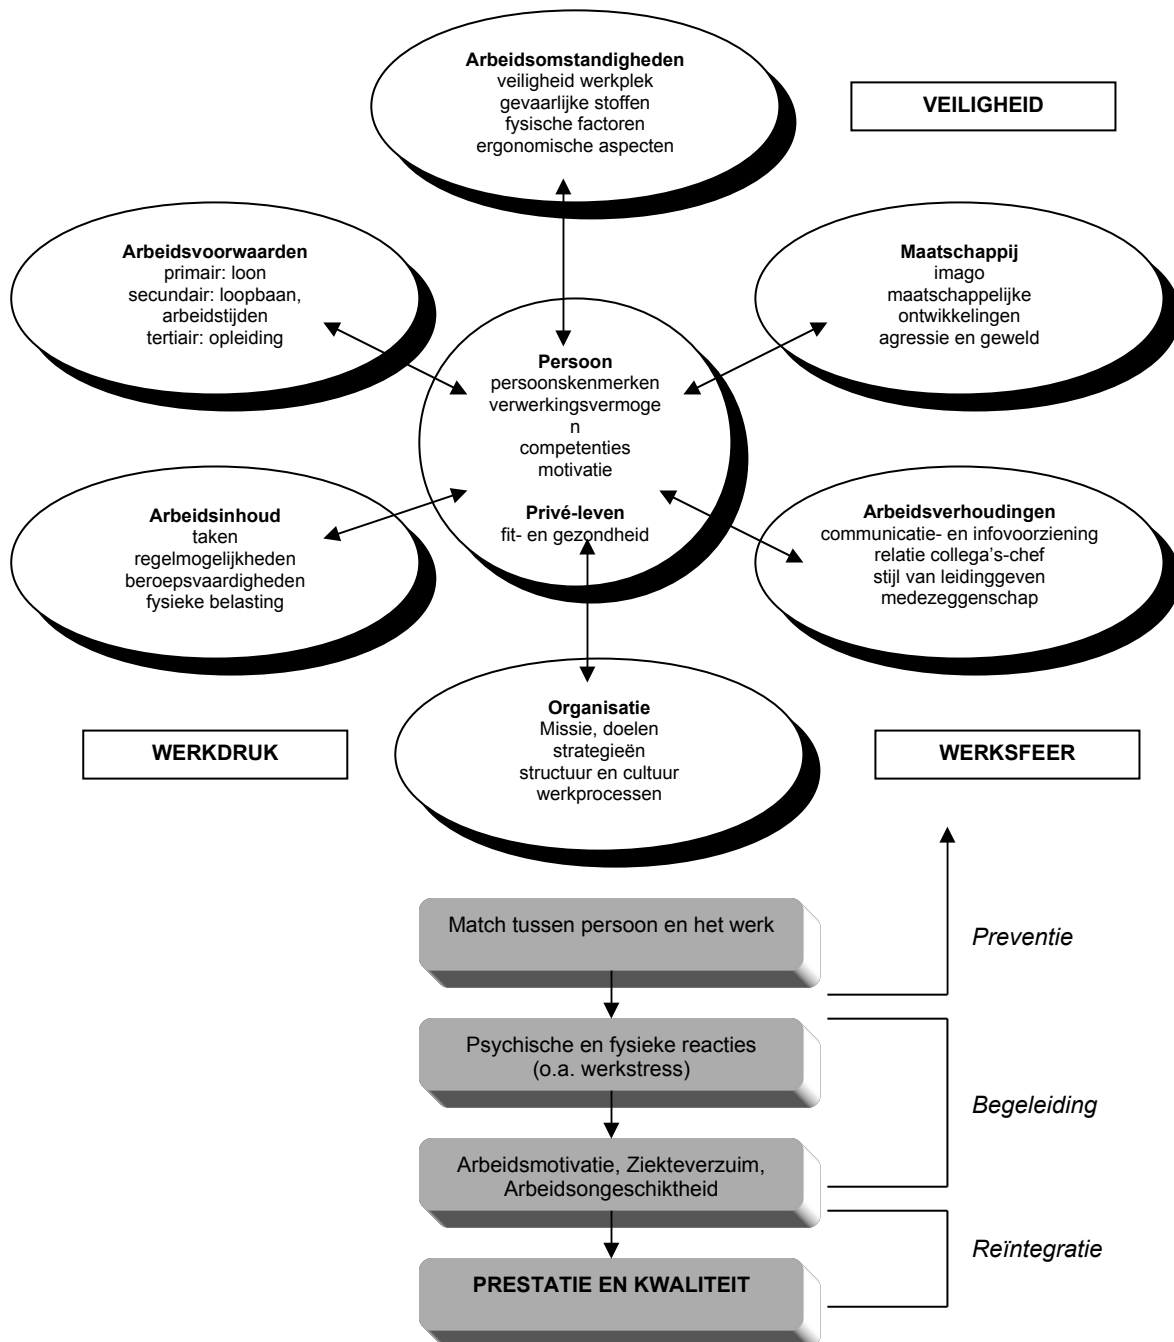 Arbeidsomstandigheden
veiligheid werkplek
gevaarlijke stoffen
fysische factoren
ergonomische aspecten
VEILIGHEID
Arbeidsvoorwaarden
primair: loon
secundair: loopbaan,
arbeidstijden
tertiair: opleiding
Maatschappij
imago
maatschappelijke
ontwikkelingen
agressie en geweld
Persoon
persoonskenmerken
verwerkingsvermoge
n
competenties
motivatie
Privé-leven
fit- en gezondheid
Arbeidsinhoud
taken
regelmogelijkheden
beroepsvaardigheden
fysieke belasting
Arbeidsverhoudingen
communicatie- en infovoorziening
relatie collega's-chef
stijl van leidinggeven
medezeggenschap
Organisatie
Missie, doelen
strategieën
structuur en cultuur
werkprocessen
WERKDRUK
WERKSFEER
Match tussen persoon en het werk
Preventie
Psychische en fysieke reacties
(o.a. werkstress)
Begeleiding
Arbeidsmotivatie, Ziekteverzuim,
Arbeidsongeschiktheid
Reïntegratie
PRESTATIE EN KWALITEIT